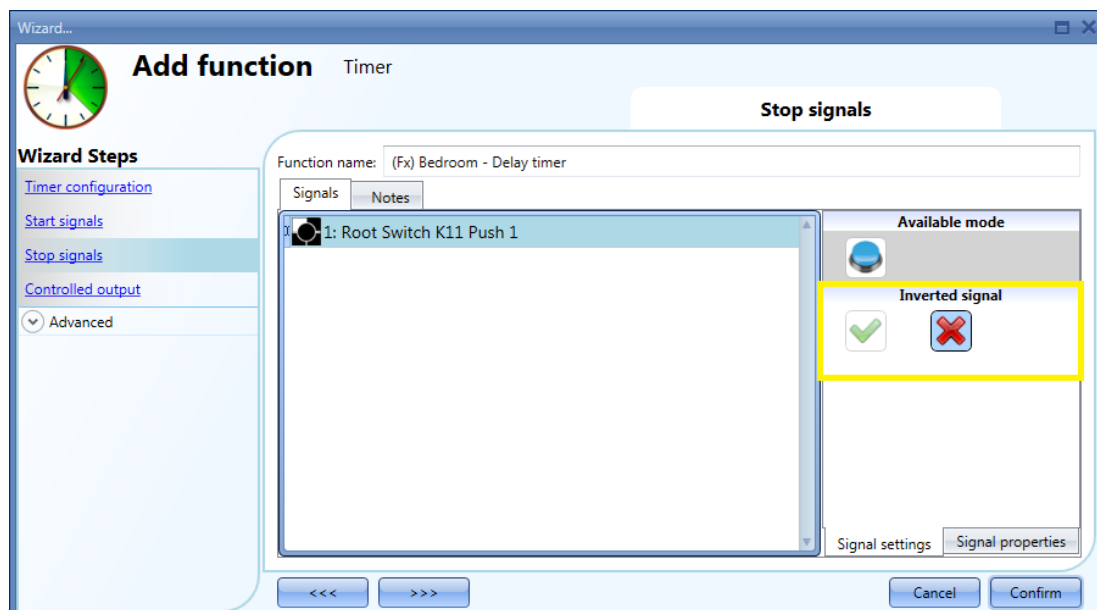 Wizard...
Add function Timer
Stop signals
Wizard Steps
Timer configuration
Start signals
Stop signals
Controlled output
Advanced
Function name: (Fx) Bedroom - Delay timer
Signals Notes
1: Root Switch K11 Push 1
Available mode
Inverted signal
Signal settings Signal properties
<<< >>> Cancel Confirm